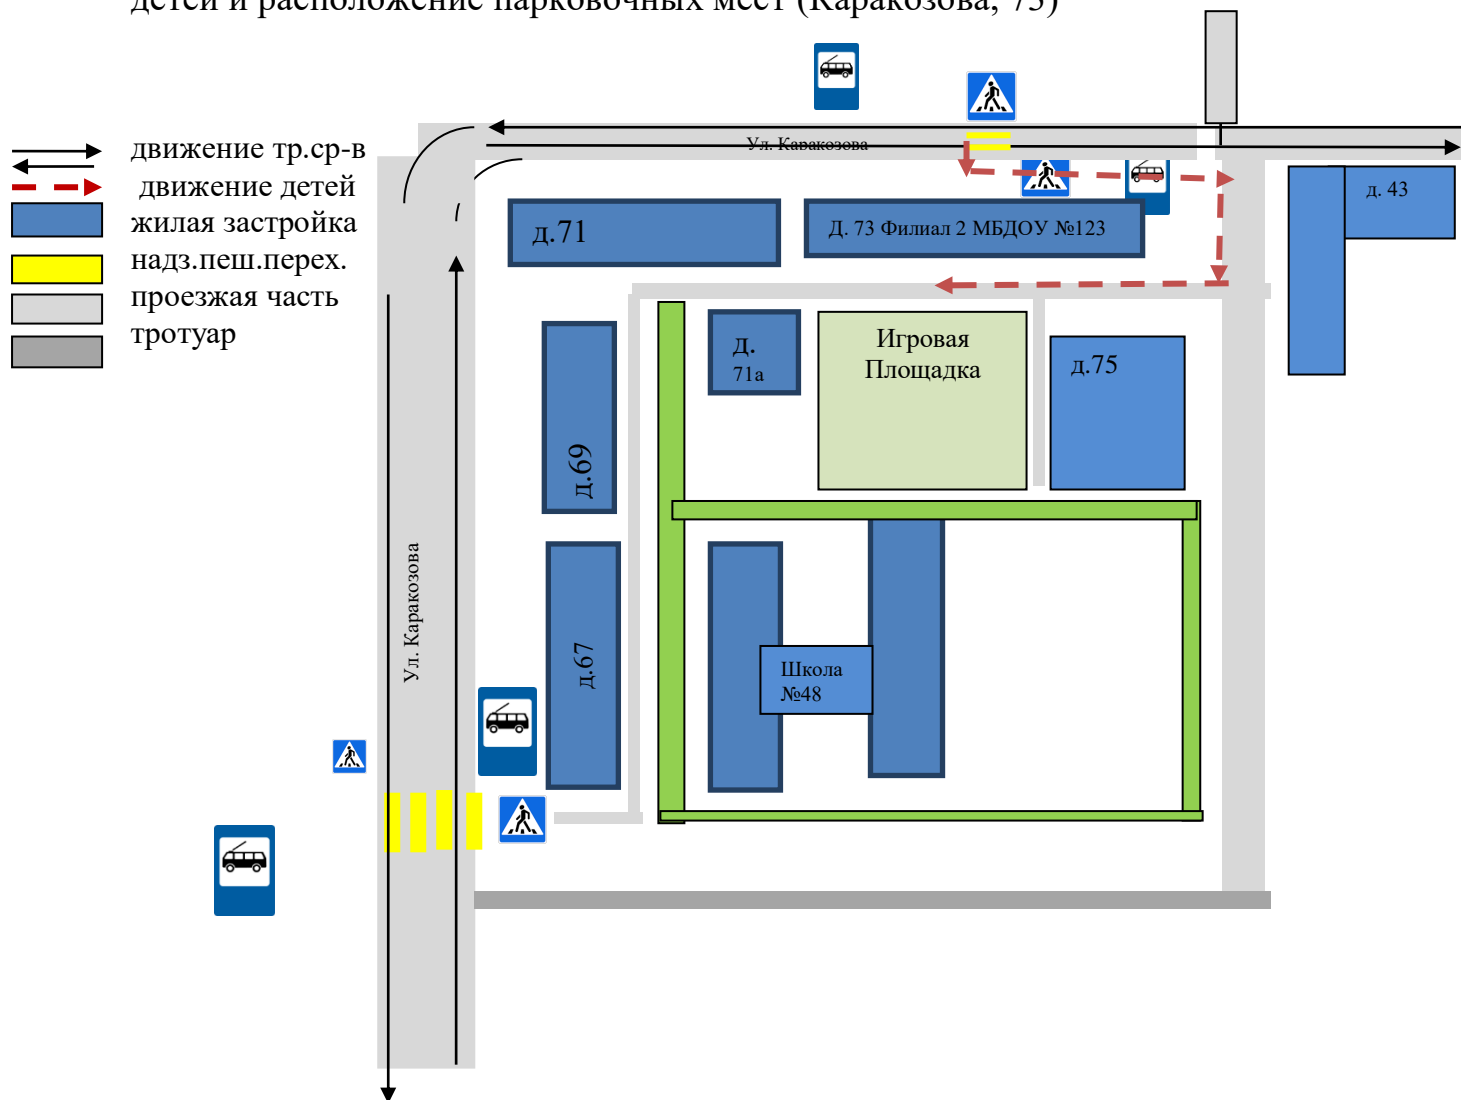 детей и расположение парковочных мест (Каракозова, 73)
движение тр.ср-в
движение детей
жилая застройка
надз.пеш.перех.
проезжая часть
тротуар
Ул. Каракозова
д. 43
д.71
Д. 73 Филиал 2 МБДОУ №123
д.
71а
Игровая
Площадка
д.75
д.69
Ул. Каракозова
д.67
Школа
№48